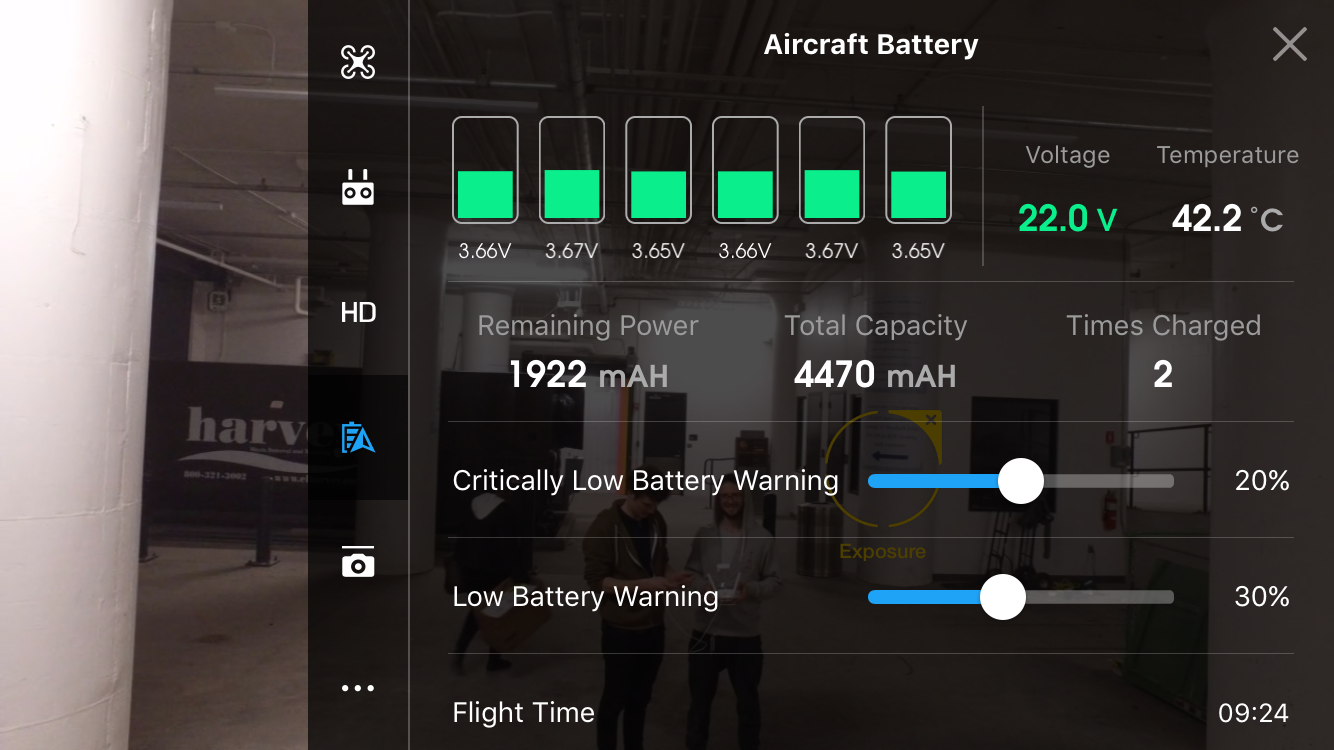 Aircraft Battery
Voltage Temperature
22.0 V 42.2 °C
3.66V 3.67V 3.65V 3.66V 3.67V 3.65V
HD
Remaining Power Total Capacity Times Charged
1922 mAH 4470 mAH 2
harve
800-321-3002
Critically Low Battery Warning 20%
Exposure
Low Battery Warning 30%
Flight Time 09:24